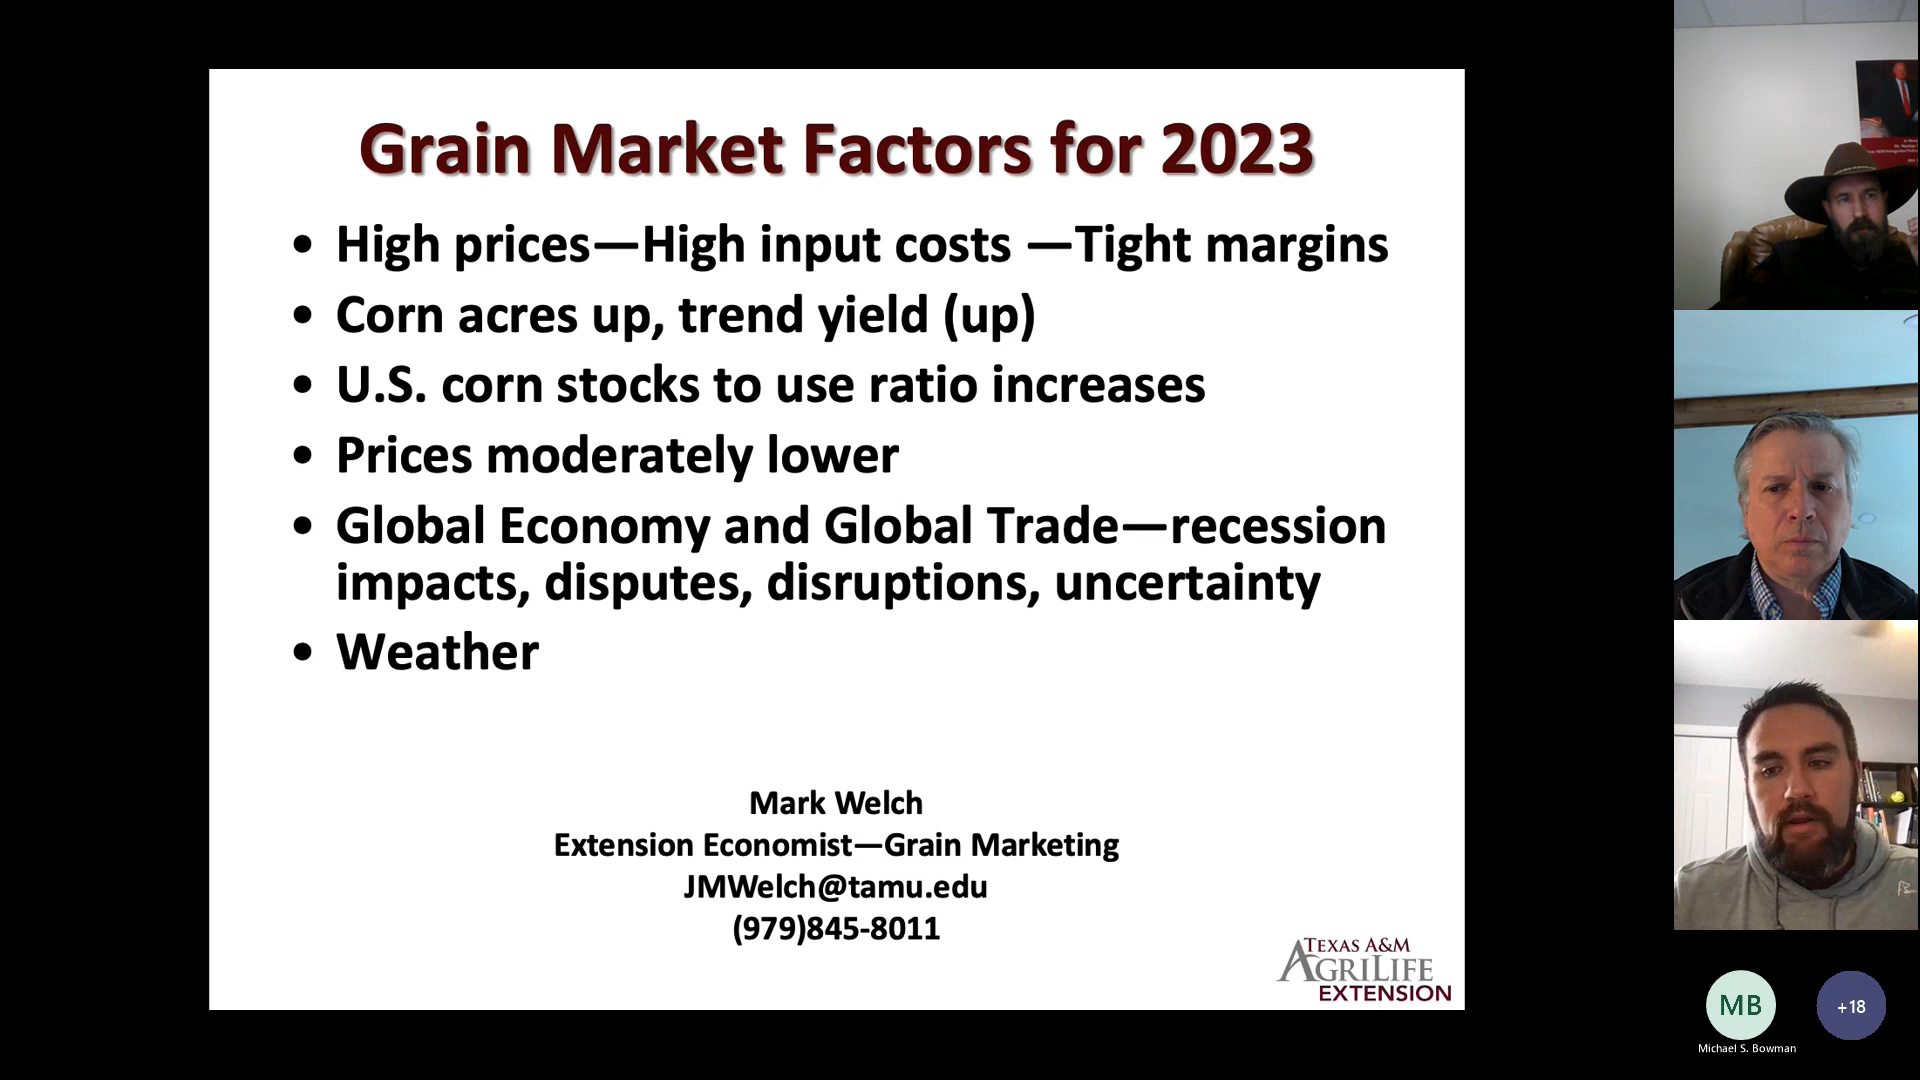 Grain Market Factors for 2023
• High prices—High input costs —Tight margins
• Corn acres up, trend yield (up)
• U.S. corn stocks to use ratio increases
• Prices moderately lower
• Global Economy and Global Trade—recession
impacts, disputes, disruptions, uncertainty
• Weather
Mark Welch
Extension Economist—Grain Marketing
JMWelch@tamu.edu
(979)845-8011
TEXAS A&M
AGRILIFE
EXTENSION
MB
+18
Michael S. Bowman